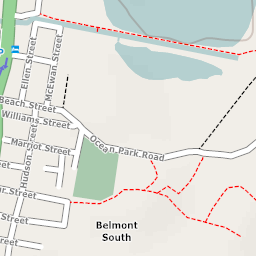 Ellen Street
McEwan Street
Beach Street
Williams Street
Ocean Park Road
Marriot Street
Hudson Street
Street
Belmont
South